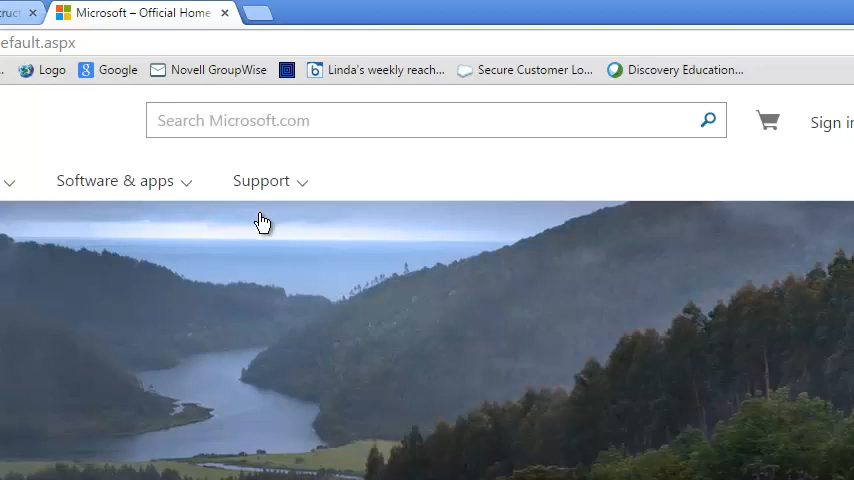 ruct
Microsoft – Official Home
efault.aspx
Logo
Google
Novell GroupWise
Linda's weekly reach...
Secure Customer Lo...
Discovery Education...
Search Microsoft.com
Sign in
Software & apps
Support